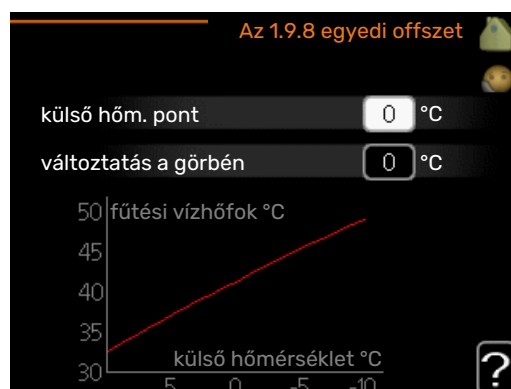 Az 1.9.8 egyedi offszet
külső hőm. pont 0 °C
változtatás a görbén 0 °C
50 fűtési vízhőfok °C
45
40
35
külső hőmérséklet °C
30
5 0 -5 -10
?